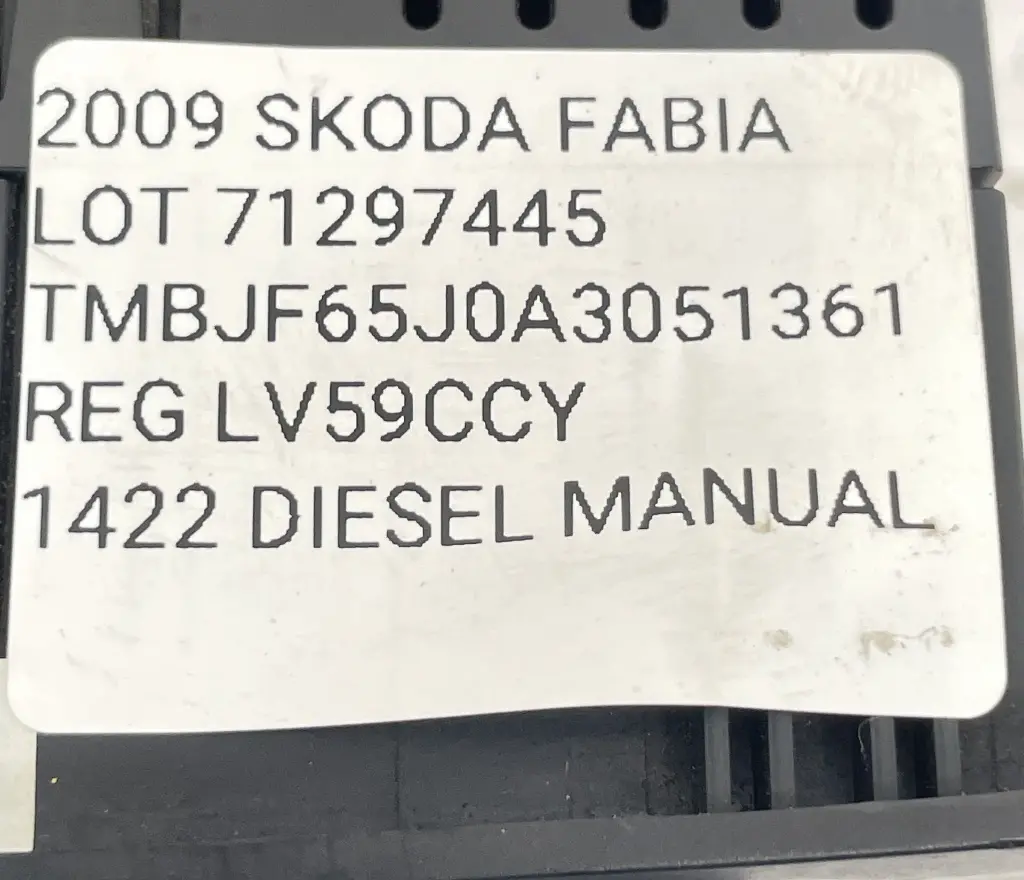 2009 SKODA FABIA
LOT 71297445
TMBJF65J0A3051361
REG LV59CCY
1422 DIESEL MANUAL